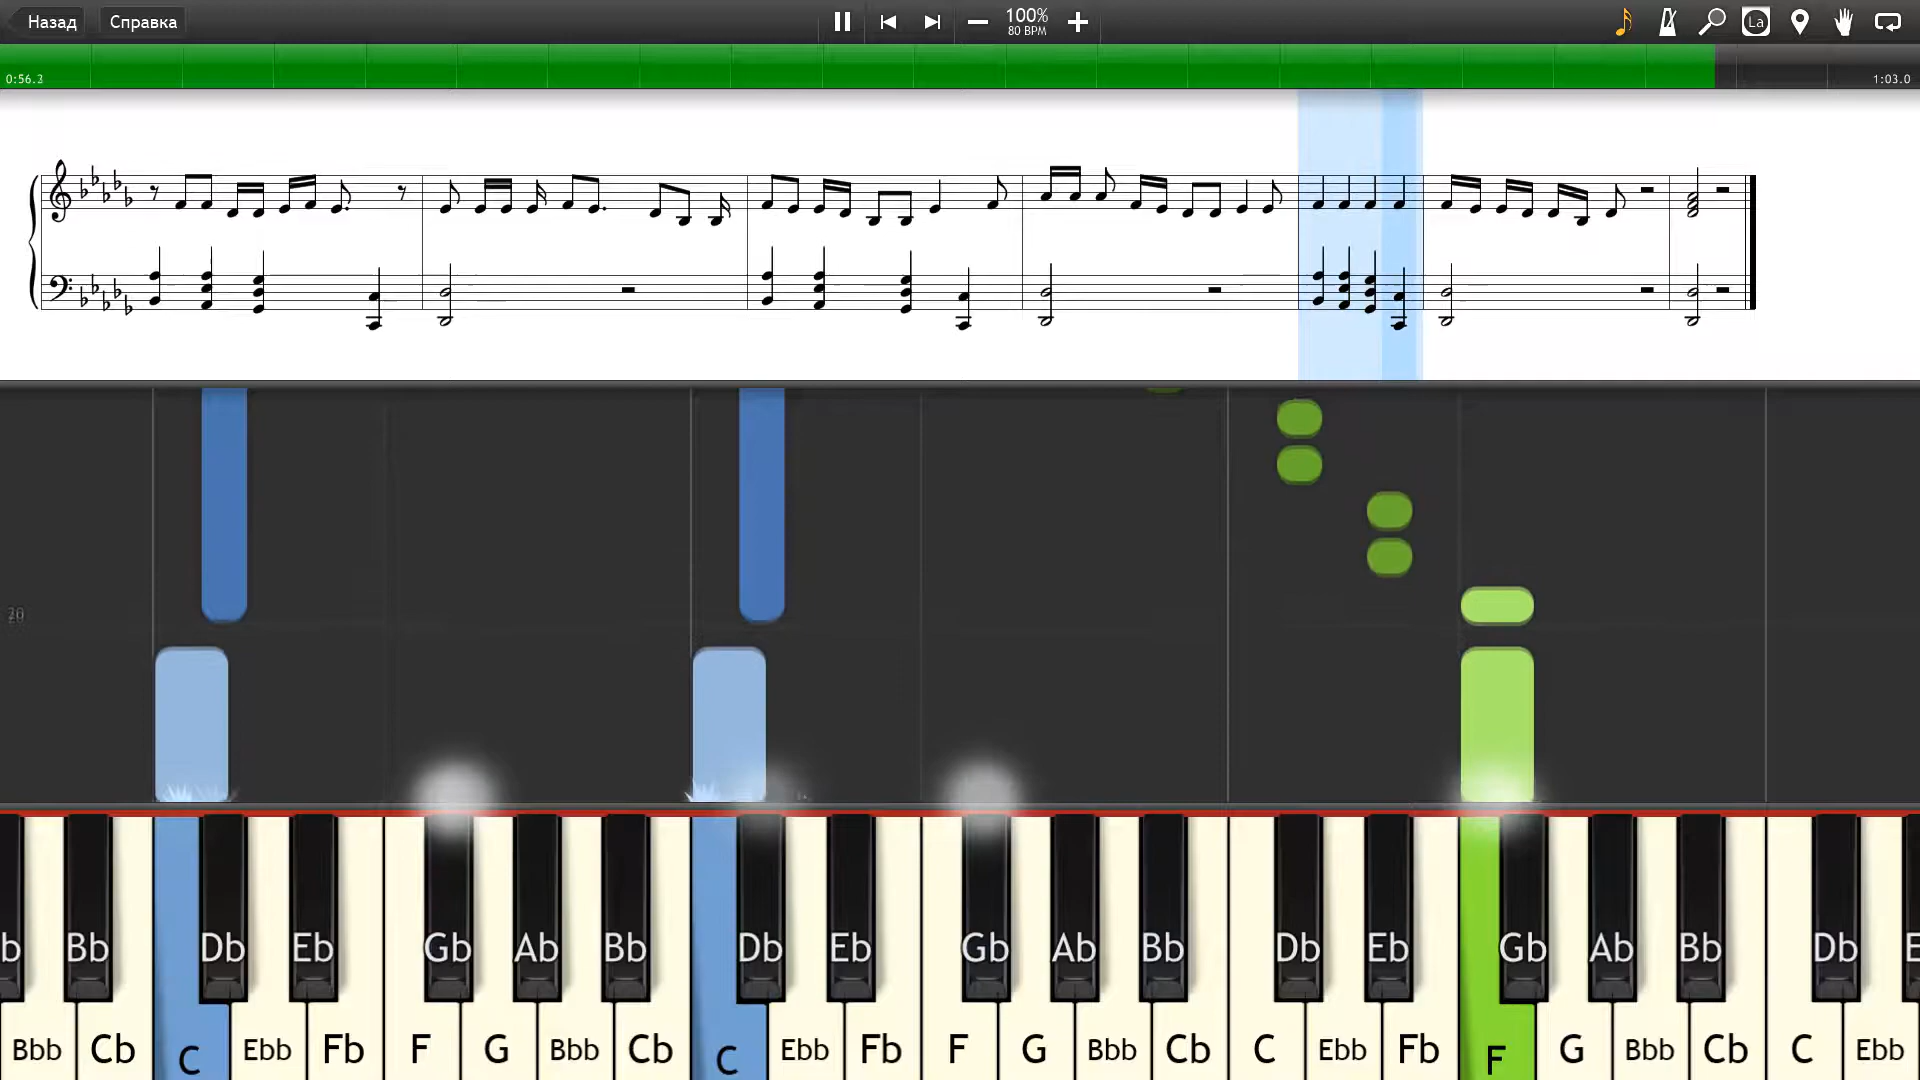 Назад Справка 100% La
80 BPM
0:56.2 1:03.0
b Bb Db Eb Gb Ab Bb Db Eb Gb Ab Bb Db Eb Gb Ab Bb Db E
Bbb Cb C Ebb Fb F G Bbb Cb C Ebb Fb F G Bbb Cb C Ebb Fb F G Bbb Cb C Ebb